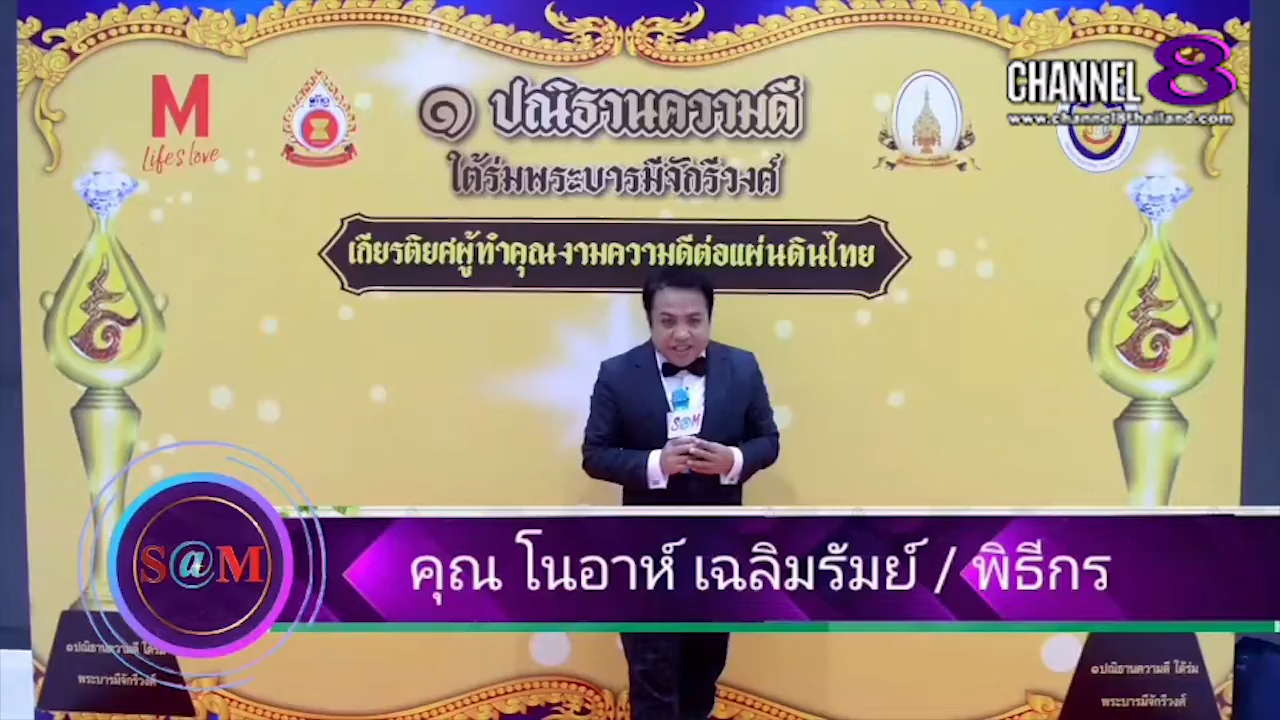 CHANNEL 8
www.channel8thailand.com
M
Life's love
๑ ปณิธานความดี
ใต้ร่มพระบารมีจักรีวงศ์
เกียรติยศผู้ทำคุณงามความดีต่อแผ่นดินไทย
S@M
S@M
คุณ โนอาห์ เฉลิมรัมย์ / พิธีกร
๑ปณิธานความดี ใต้ร่ม
พระบารมีจักรีวงศ์
๑ปณิธานความดี ใต้ร่ม
พระบารมีจักรีวงศ์